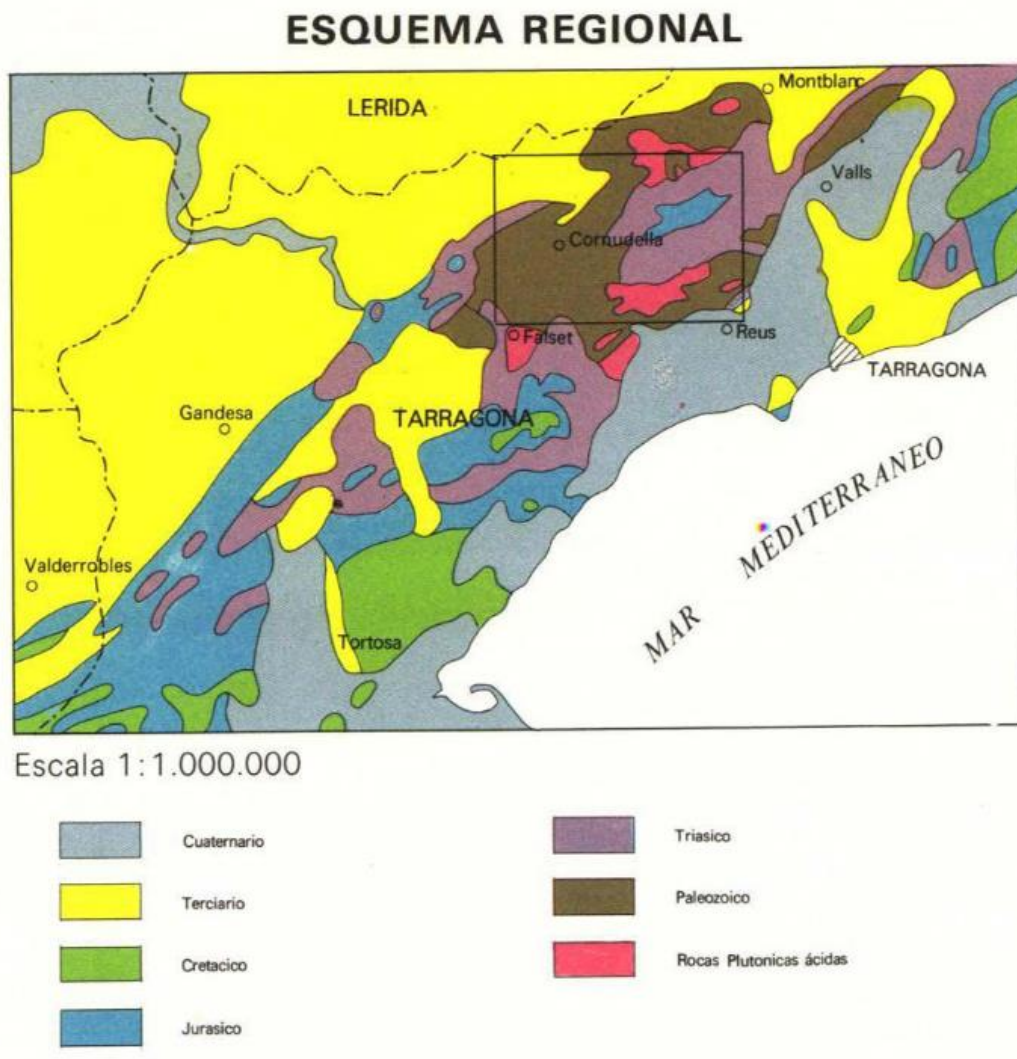 ESQUEMA REGIONAL
Montblanc
LERIDA
Valls
Cornudella
Falset
Reus
TARRAGONA
Gandesa
TARRAGONA
MAR MEDITERRANEO
Valderrobles
Tortosa
Escala 1:1.000.000
Cuaternario
Terciario
Cretacico
Jurasico
Triasico
Paleozoico
Rocas Plutonicas ácidas